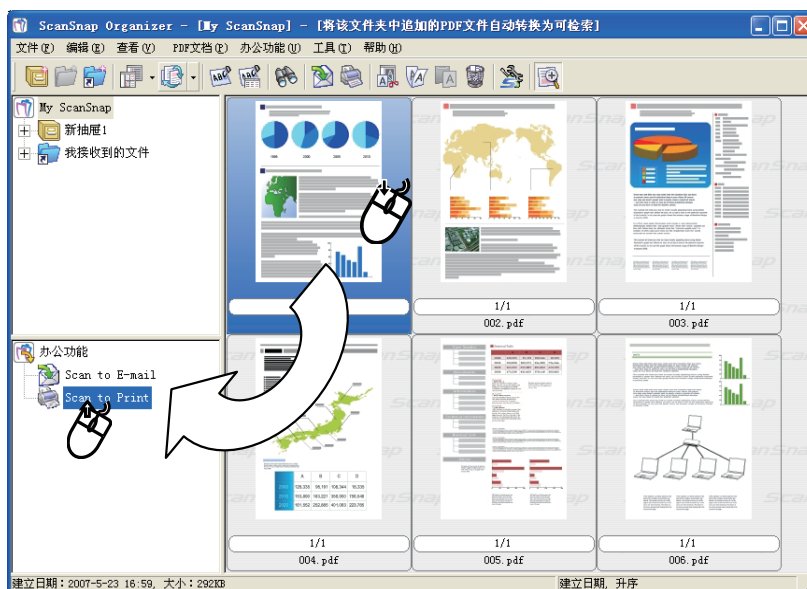 ScanSnap Organizer - [My ScanSnap] - [将该文件夹中追加的PDF文件自动转换为可检索]
文件(F) 编辑(E) 查看(V) PDF文档(P) 办公功能(U) 工具(T) 帮助(H)
My ScanSnap
新抽屉1
我接收到的文件
1/1
002.pdf
1/1
003.pdf
办公功能
Scan to E-mail
Scan to Print
1/1
004.pdf
1/1
005.pdf
1/1
006.pdf
建立日期:2007-5-23 16:59, 大小:292KB
建立日期, 升序